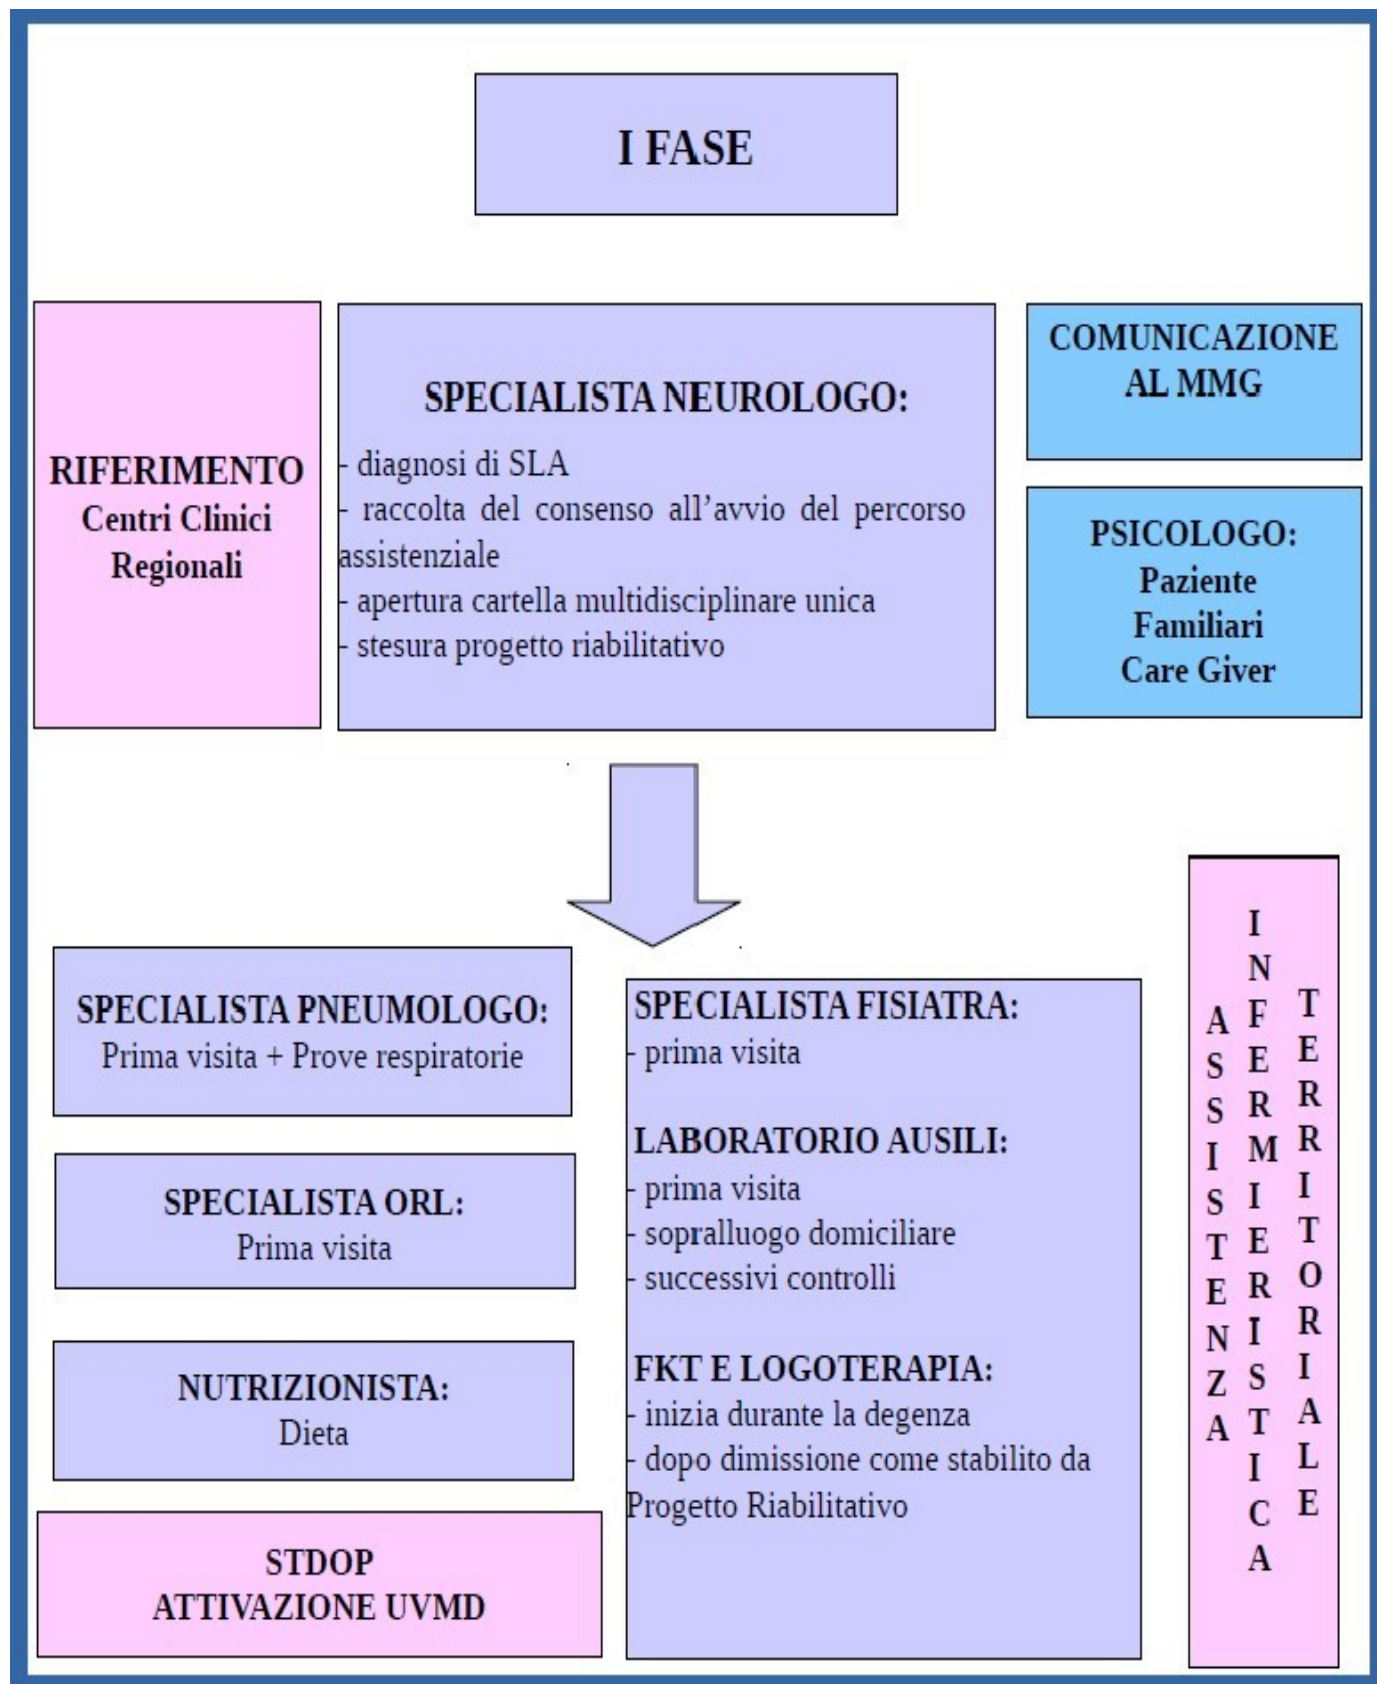 I FASE
RIFERIMENTO
Centri Clinici
Regionali
SPECIALISTA NEUROLOGO:
- diagnosi di SLA
- raccolta del consenso all’avvio del percorso
assistenziale
- apertura cartella multidisciplinare unica
- stesura progetto riabilitativo
COMUNICAZIONE
AL MMG
PSICOLOGO:
Paziente
Familiari
Care Giver
SPECIALISTA PNEUMOLOGO:
Prima visita + Prove respiratorie
SPECIALISTA ORL:
Prima visita
NUTRIZIONISTA:
Dieta
STDOP
ATTIVAZIONE UVMD
SPECIALISTA FISIATRA:
- prima visita
LABORATORIO AUSILI:
- prima visita
- sopralluogo domiciliare
- successivi controlli
FKT E LOGOTERAPIA:
- inizia durante la degenza
- dopo dimissione come stabilito da
Progetto Riabilitativo
ASSISTENZA
INFERMIERISTICA
TERRITORIALE